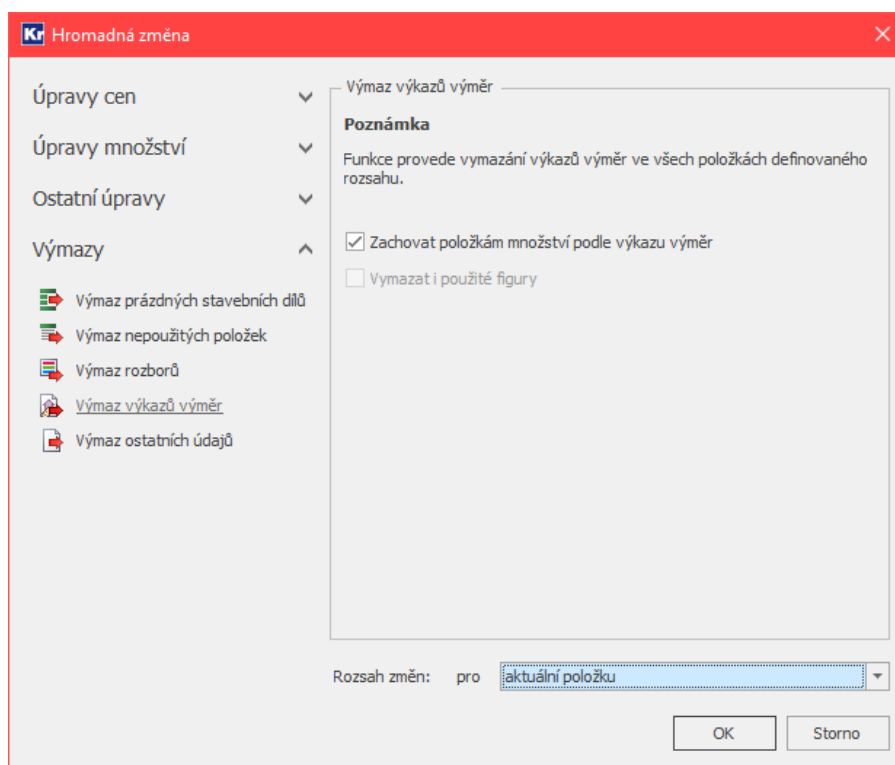 Kr Hromadná změna
Úpravy cen
Úpravy množství
Ostatní úpravy
Výmazy
Výmaz prázdných stavebních dílů
Výmaz nepoužitých položek
Výmaz rozborů
Výmaz výkazů výměr
Výmaz ostatních údajů
Výmaz výkazů výměr
Poznámka
Funkce provede vymazání výkazů výměr ve všech položkách definovaného
rozsahu.
Zachovat položkám množství podle výkazu výměr
Vymazat i použité figury
Rozsah změn: pro aktuální položku
OK Storno